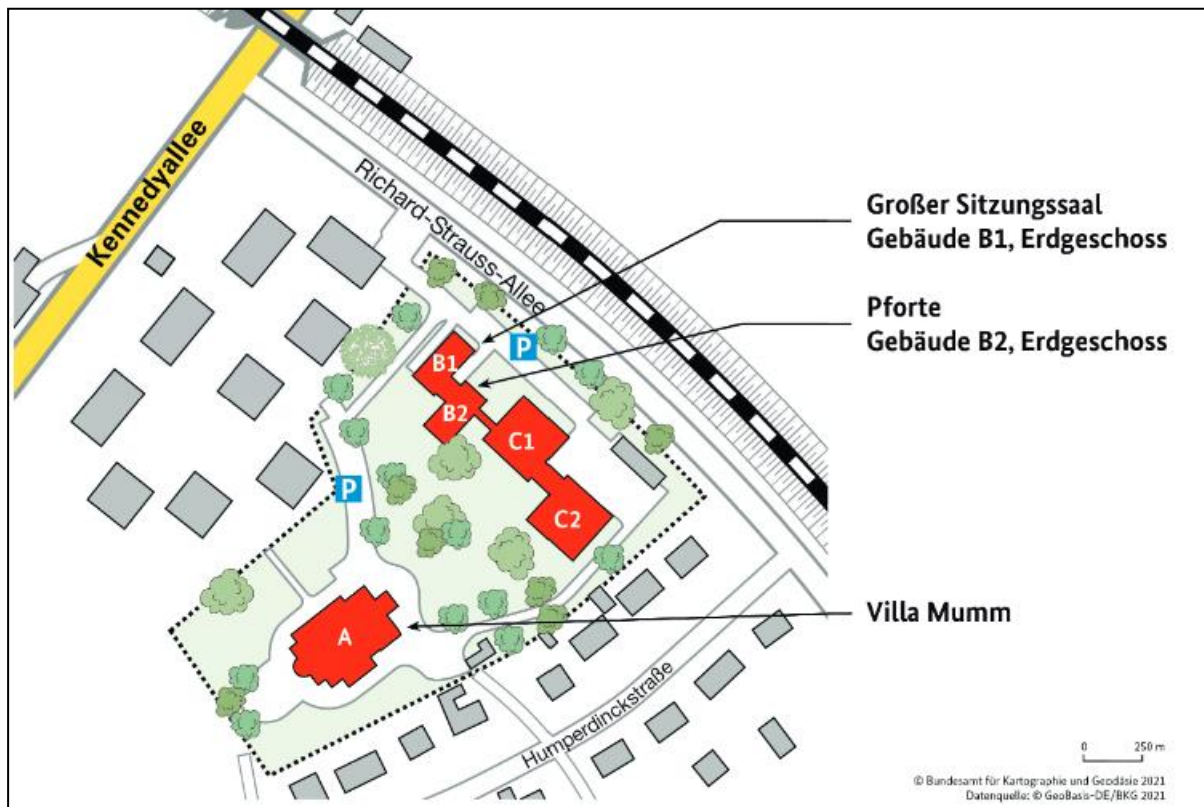 Kennedyallee
Richard-Strauss-Allee
Großer Sitzungssaal
Gebäude B1, Erdgeschoss
Pforte
Gebäude B2, Erdgeschoss
P
B1
B2
C1
P
C2
Villa Mumm
A
Humperdinckstraße
0 250 m
© Bundesamt für Kartographie und Geodäsie 2021
Datenquelle: © GeoBasis-DE/BKG 2021